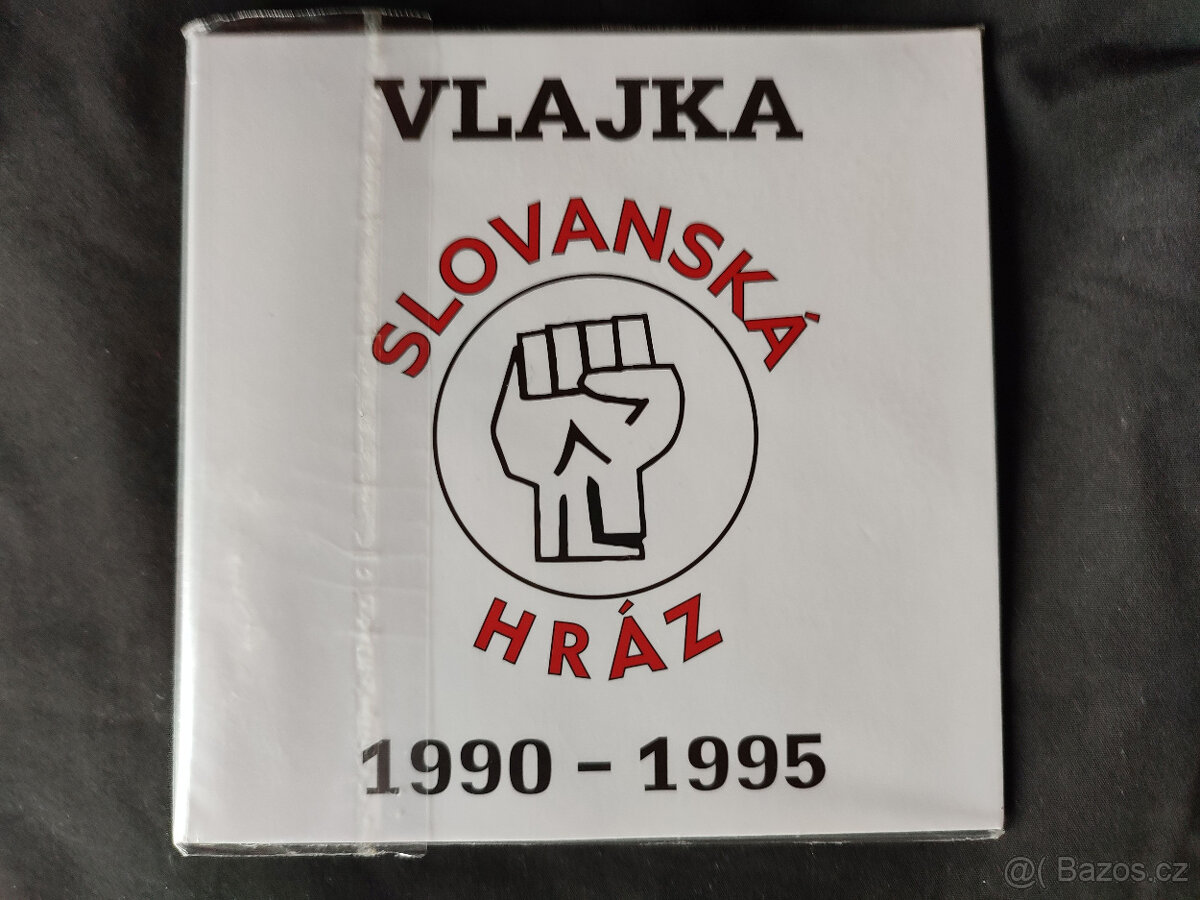 VLAJKA
SLOVANSKÁ
HRÁZ
1990 - 1995
@( Bazos.cz